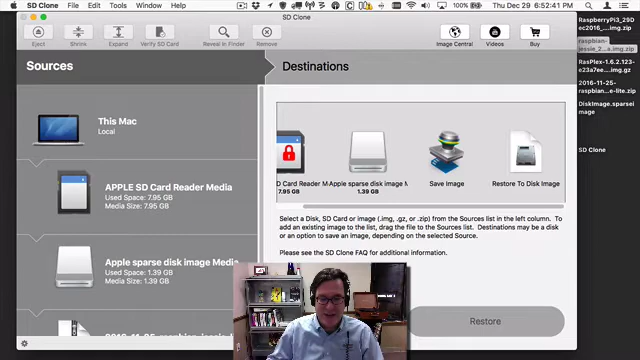 SD Clone File Edit Window Help
Thu Dec 29 6:52:41 PM
SD Clone
Eject
Shrink
Expand
Verify SD Card
Reveal in Finder
Remove
Image Central
Videos
Buy
Sources
Destinations
This Mac
Local
APPLE SD Card Reader Media
Used Space: 7.95 GB
Media Size: 7.95 GB
Apple sparse disk image Media
Used Space: 1.39 GB
Media Size: 1.39 GB
D Card Reader M
7.95 GB
Apple sparse disk image M
1.39 GB
Save Image
Restore To Disk Image
Select a Disk, SD Card or image (.img, .gz, or .zip) from the Sources list in the left column. To
add an existing image to the list, drag the file to the Sources list. Destinations may be a disk
or an option to save an image, depending on the selected Source.
Please see the SD Clone FAQ for additional information.
Restore
RaspberryPi3_29D
ec2016_….img.zip
raspbian-
jessie_2…a.img.zip
RasPlex-1.6.2.123-
e23a7ee….img.gz
2016-11-25-
raspbian…e-lite.zip
DiskImage.sparsei
mage
SD Clone